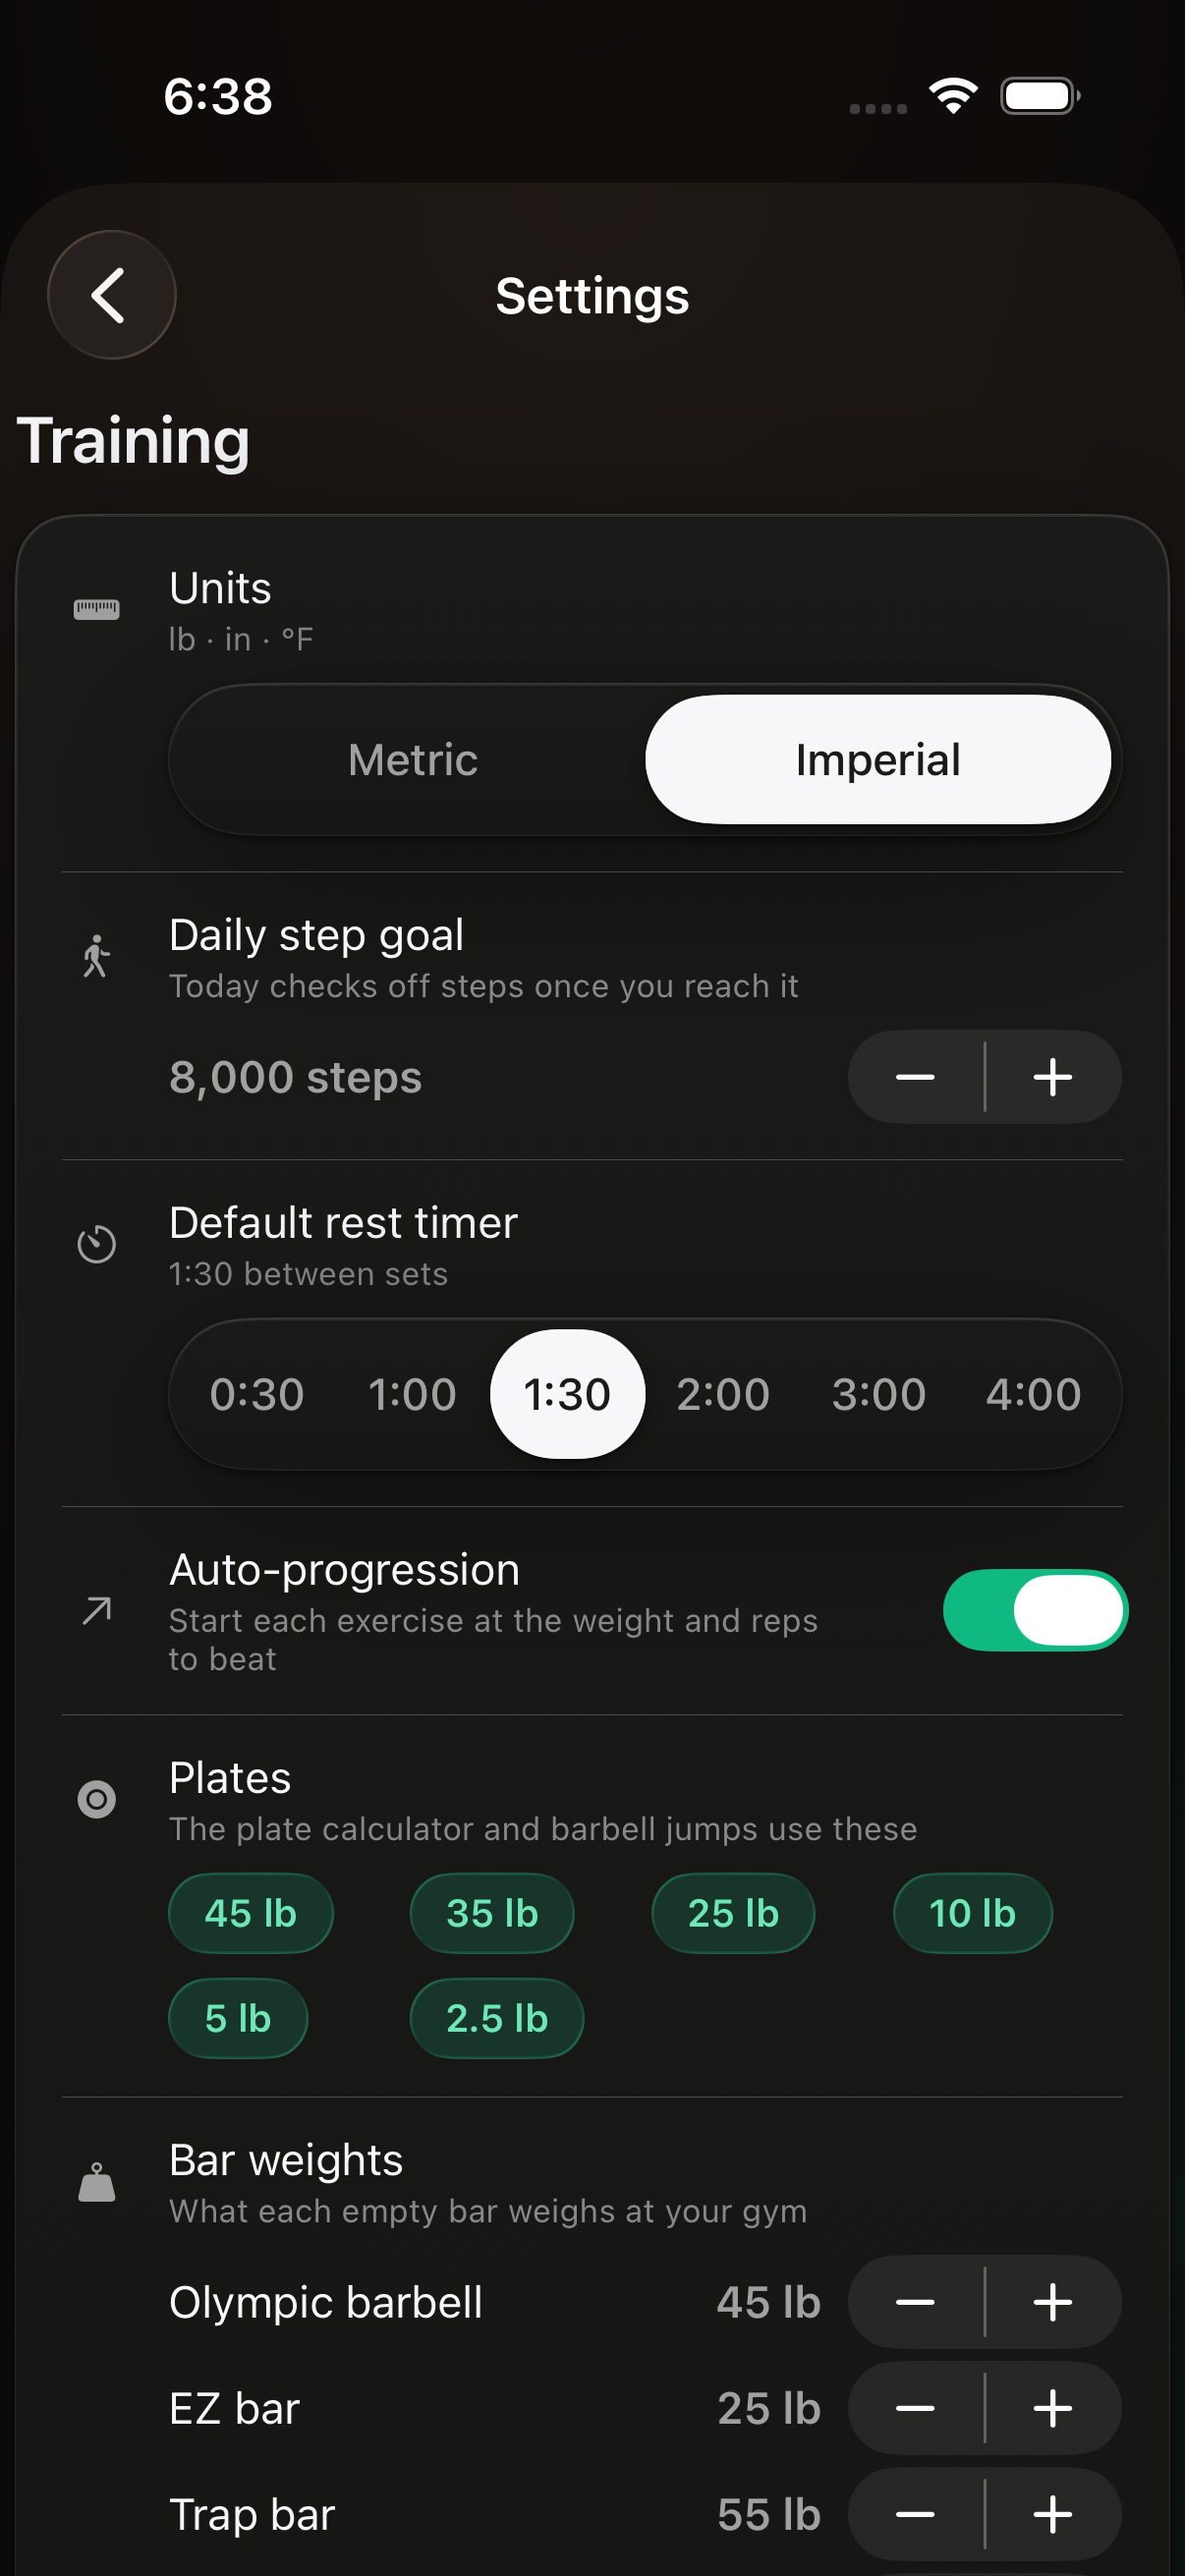 6:38
Settings
Training
Units
lb · in · °F
Metric
Imperial
Daily step goal
Today checks off steps once you reach it
8,000 steps
Default rest timer
1:30 between sets
0:30 1:00 1:30 2:00 3:00 4:00
Auto-progression
Start each exercise at the weight and reps
to beat
Plates
The plate calculator and barbell jumps use these
45 lb 35 lb 25 lb 10 lb
5 lb 2.5 lb
Bar weights
What each empty bar weighs at your gym
Olympic barbell 45 lb
EZ bar 25 lb
Trap bar 55 lb